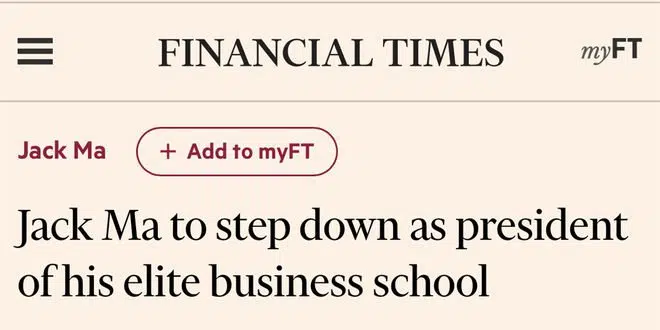 FINANCIAL TIMES
myFT
Jack Ma
+ Add to myFT
Jack Ma to step down as president
of his elite business school